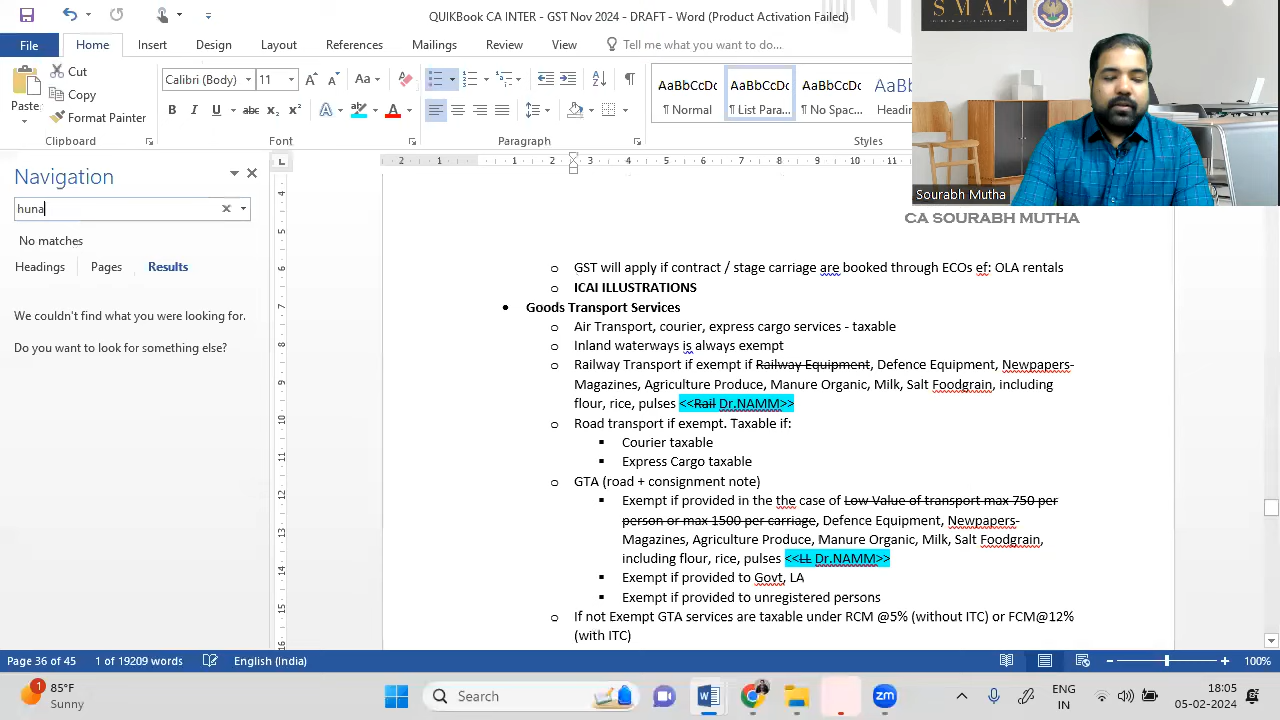 QUIKBook CA INTER - GST Nov 2024 - DRAFT - Word (Product Activation Failed)
SMAT
File Home Insert Design Layout References Mailings Review View Tell me what you want to do...
Cut
Copy
Format Painter
Paste
Clipboard
Calibri (Body) 11
Font
Paragraph
AaBbCcDc AaBbCcDc AaBbCcDc AaBbC
¶ Normal ¶ List Para... ¶ No Spac... Heading
Styles
Sourabh Mutha
Navigation
huna
No matches
Headings Pages Results
We couldn't find what you were looking for.
Do you want to look for something else?
CA SOURABH MUTHA
o GST will apply if contract / stage carriage are booked through ECOs ef: OLA rentals
o ICAI ILLUSTRATIONS
• Goods Transport Services
o Air Transport, courier, express cargo services - taxable
o Inland waterways is always exempt
o Railway Transport if exempt if Railway Equipment, Defence Equipment, Newpapers-
Magazines, Agriculture Produce, Manure Organic, Milk, Salt Foodgrain, including
flour, rice, pulses <<Rail Dr.NAMM>>
o Road transport if exempt. Taxable if:
▪ Courier taxable
▪ Express Cargo taxable
o GTA (road + consignment note)
▪ Exempt if provided in the the case of Low Value of transport max 750 per
person or max 1500 per carriage, Defence Equipment, Newpapers-
Magazines, Agriculture Produce, Manure Organic, Milk, Salt Foodgrain,
including flour, rice, pulses <<LL Dr.NAMM>>
▪ Exempt if provided to Govt, LA
▪ Exempt if provided to unregistered persons
o If not Exempt GTA services are taxable under RCM @5% (without ITC) or FCM@12%
(with ITC)
Page 36 of 45 1 of 19209 words English (India) 100%
85°F
Sunny
Search
ENG
IN
18:05
05-02-2024